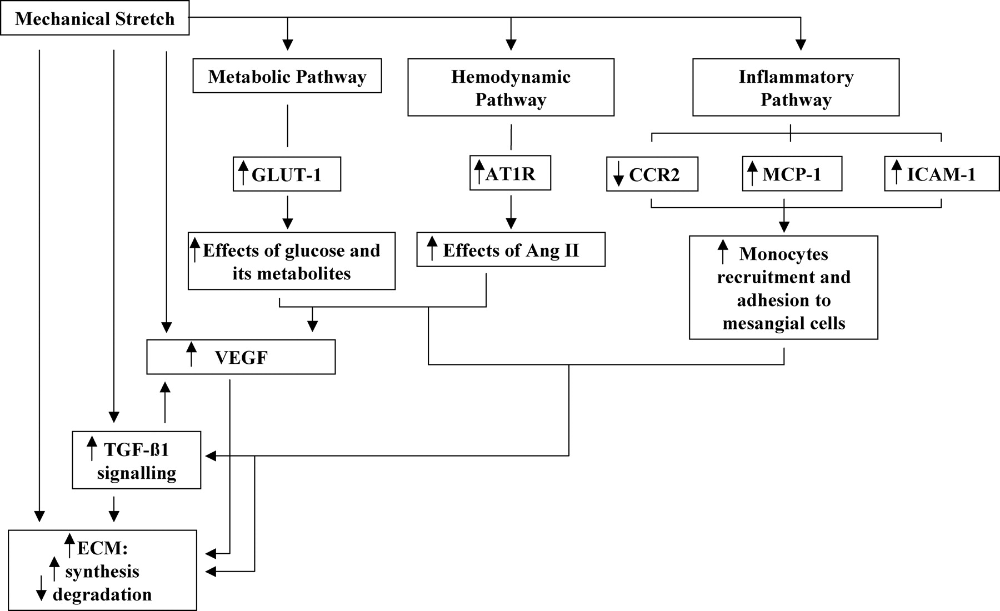 Mechanical Stretch
Metabolic Pathway
Hemodynamic
Pathway
Inflammatory
Pathway
↑ GLUT-1
↑ AT1R
↓ CCR2
↑ MCP-1
↑ ICAM-1
↑ Effects of glucose and
its metabolites
↑ Effects of Ang II
↑ Monocytes
recruitment and
adhesion to
mesangial cells
↑ VEGF
↑ TGF-ß1
signalling
↑ ECM:
↑ synthesis
↓ degradation